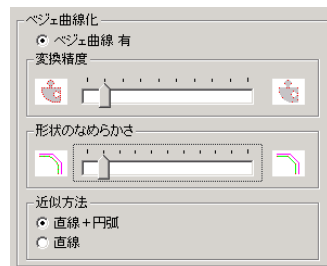 ベジェ曲線化
ベジェ曲線 有
変換精度
形状のなめらかさ
近似方法
直線＋円弧
直線